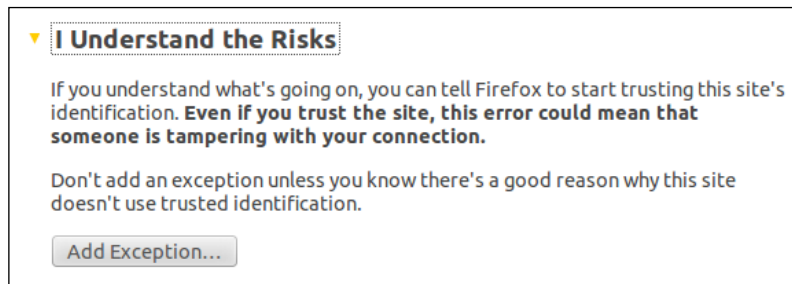 I Understand the Risks
If you understand what's going on, you can tell Firefox to start trusting this site's
identification. Even if you trust the site, this error could mean that
someone is tampering with your connection.
Don't add an exception unless you know there's a good reason why this site
doesn't use trusted identification.
Add Exception...